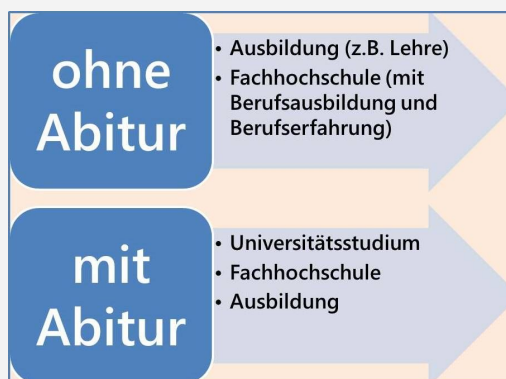 ohne
Abitur
• Ausbildung (z.B. Lehre)
• Fachhochschule (mit
Berufsausbildung und
Berufserfahrung)
mit
Abitur
• Universitätsstudium
• Fachhochschule
• Ausbildung